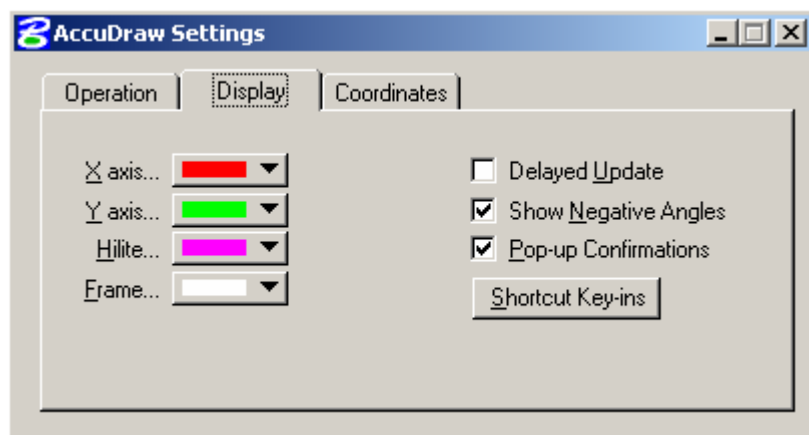 AccuDraw Settings
Operation Display Coordinates
X axis...
Y axis...
Hilite...
Frame...
Delayed Update
Show Negative Angles
Pop-up Confirmations
Shortcut Key-ins